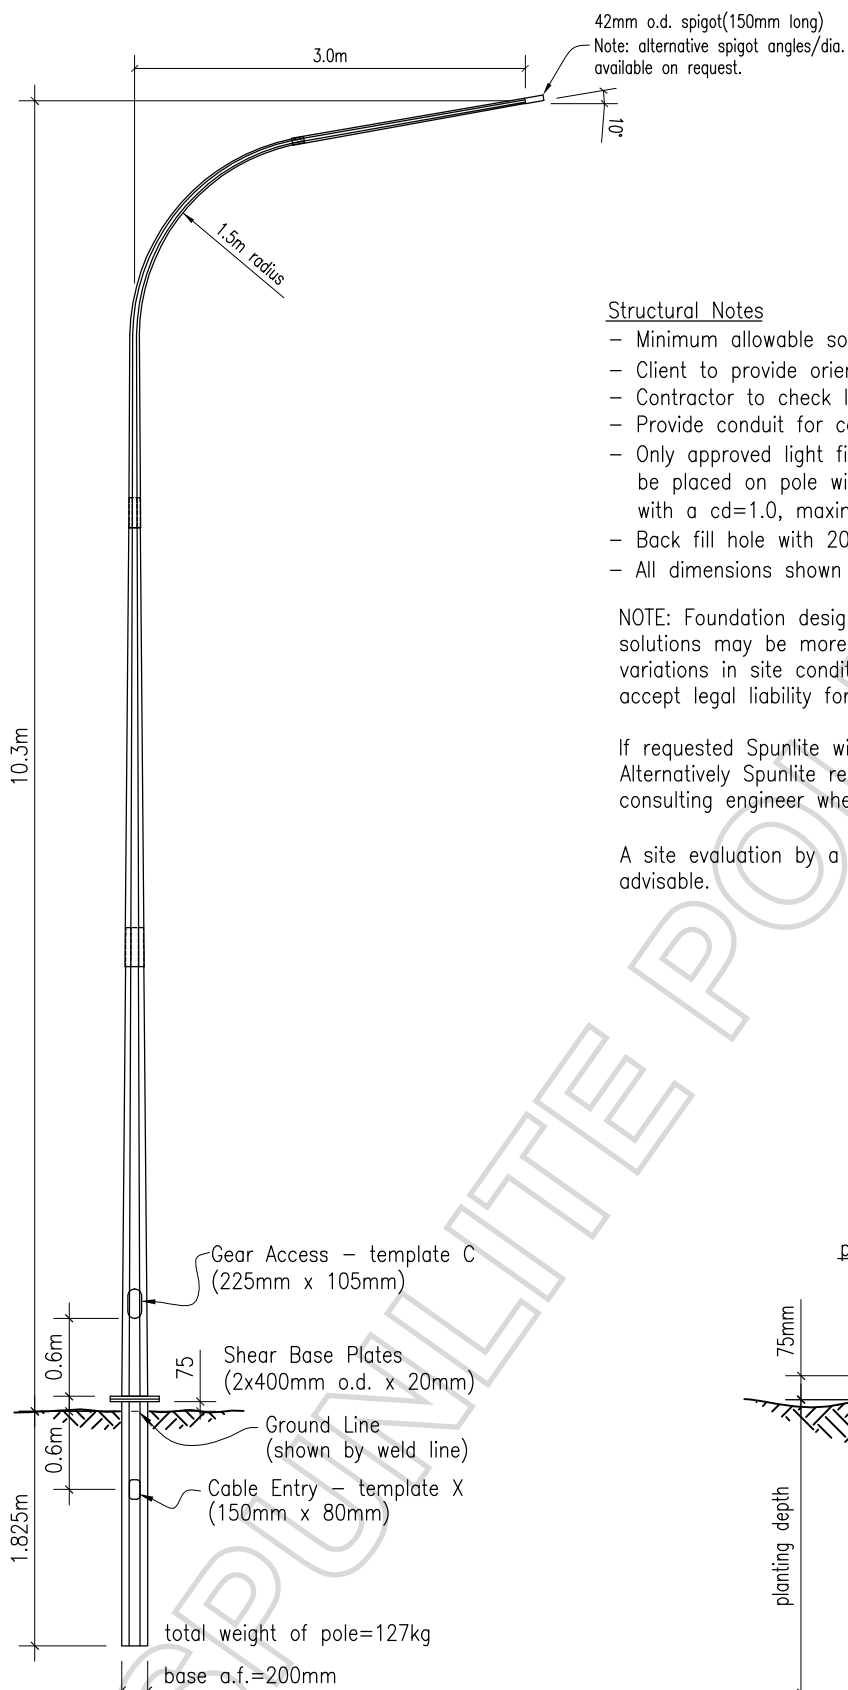 42mm o.d. spigot(150mm long)
Note: alternative spigot angles/dia.
available on request.
3.0m
10°
1.5m radius
Structural Notes
- Minimum allowable so
- Client to provide orien
- Contractor to check l
- Provide conduit for c
- Only approved light fi
be placed on pole wi
with a cd=1.0, maxin
- Back fill hole with 20
- All dimensions shown
NOTE: Foundation desig
solutions may be more
variations in site condit
accept legal liability for
10.3m
If requested Spunlite wi
Alternatively Spunlite re
consulting engineer whe
A site evaluation by a
advisable.
Gear Access - template C
(225mm x 105mm)
0.6m
75
Shear Base Plates
(2x400mm o.d. x 20mm)
75mm
Ground Line
(shown by weld line)
0.6m
Cable Entry - template X
(150mm x 80mm)
1.825m
planting depth
total weight of pole=127kg
base a.f.=200mm
SPUNLITE POL